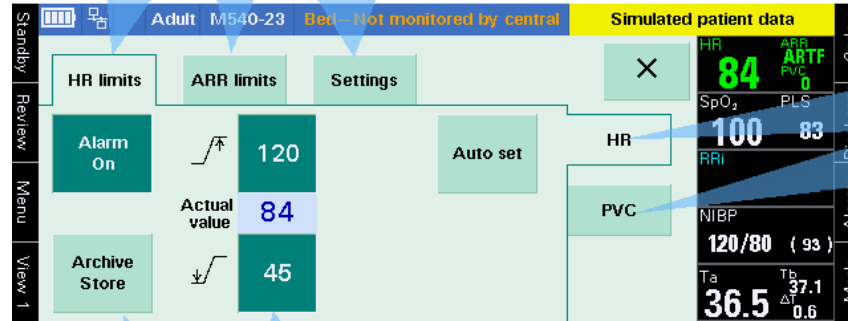 Adult M540-23 Bed—Not monitored by central Simulated patient data
Standby
Review
Menu
View 1
HR limits ARR limits Settings ×
Alarm
On
120
Auto set
Actual
value
84
Archive
Store
45
HR
PVC
HR ARR
84 ARTF
PVC
0
SpO₂ PLS
100 83
RRi
NIBP
120/80 (93)
Ta Tb
36.5 37.1
ΔT
0.6